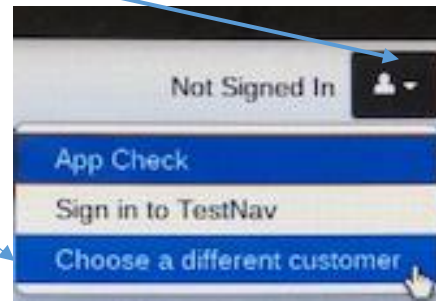 Not Signed In
App Check
Sign in to TestNav
Choose a different customer